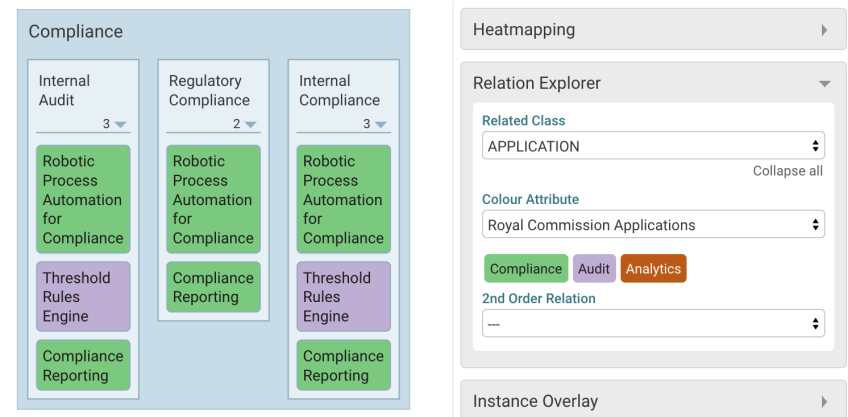 Compliance
Internal
Audit
3
Robotic
Process
Automation
for
Compliance
Threshold
Rules
Engine
Compliance
Reporting
Regulatory
Compliance
2
Robotic
Process
Automation
for
Compliance
Compliance
Reporting
Internal
Compliance
3
Robotic
Process
Automation
for
Compliance
Threshold
Rules
Engine
Compliance
Reporting
Heatmapping
Relation Explorer
Related Class
APPLICATION
Collapse all
Colour Attribute
Royal Commission Applications
Compliance Audit Analytics
2nd Order Relation
---
Instance Overlay